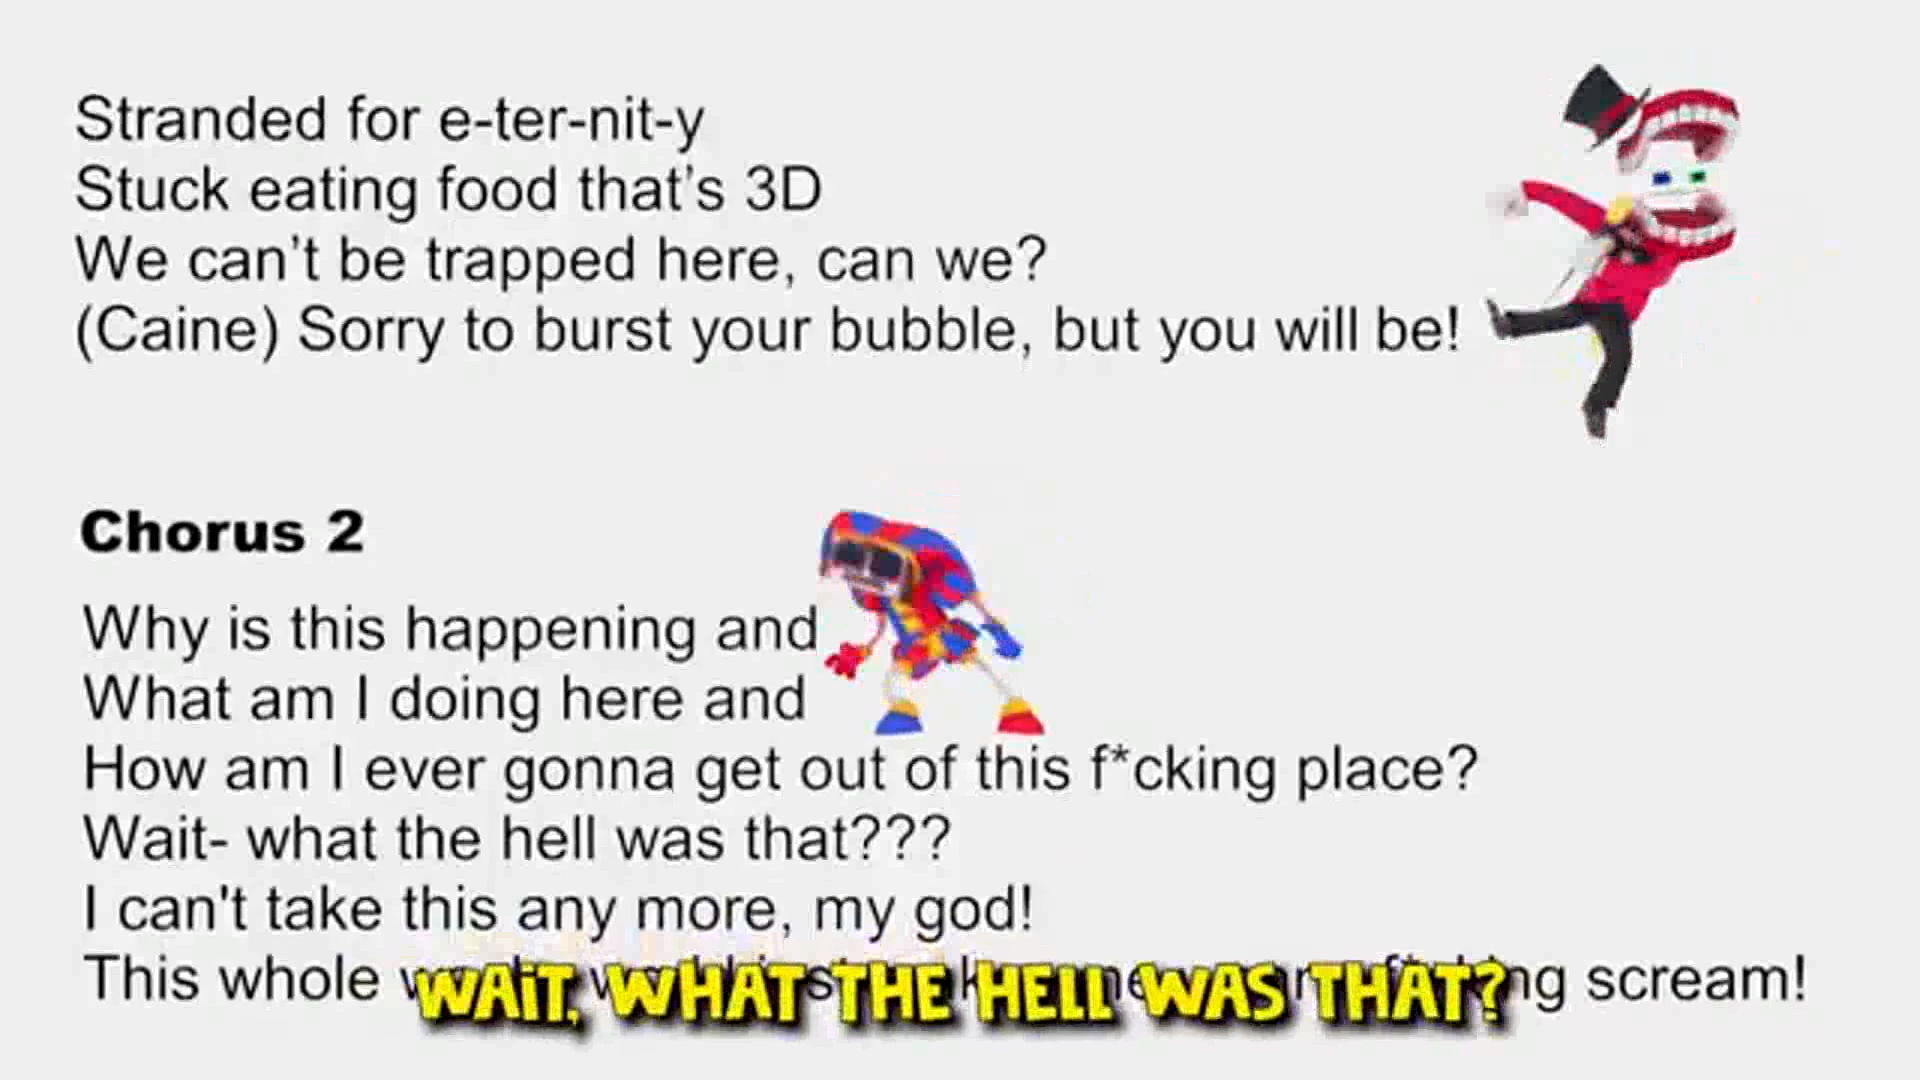 Stranded for e-ter-nit-y
Stuck eating food that's 3D
We can't be trapped here, can we?
(Caine) Sorry to burst your bubble, but you will be!
Chorus 2
Why is this happening and
What am I doing here and
How am I ever gonna get out of this f*cking place?
Wait- what the hell was that???
I can't take this any more, my god!
This whole scream!
WAIT, WHAT THE HELL WAS THAT?